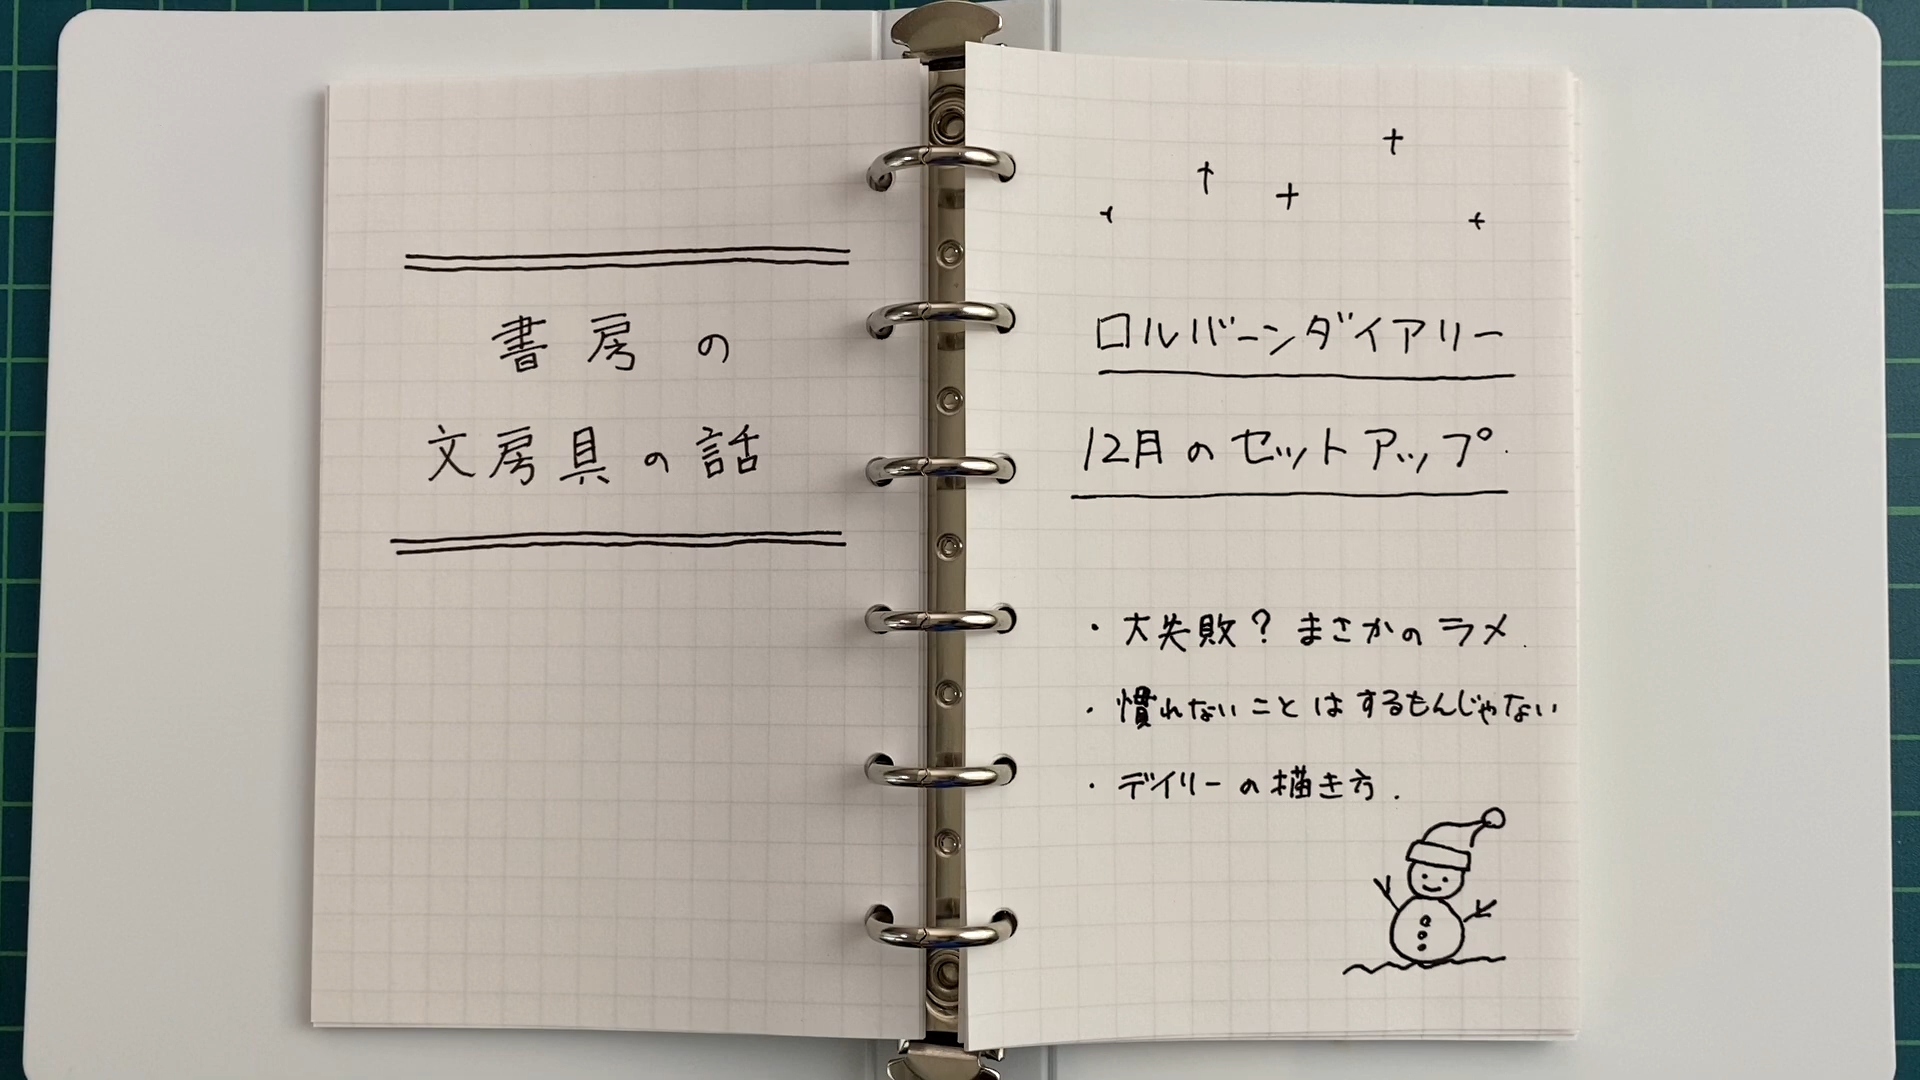 書房の
文房具の話
ロルバーンダイアリー
12月のセットアップ.
・大失敗？まさかのラメ.
・慣れないことはするもんじゃない
・デイリーの描き方.